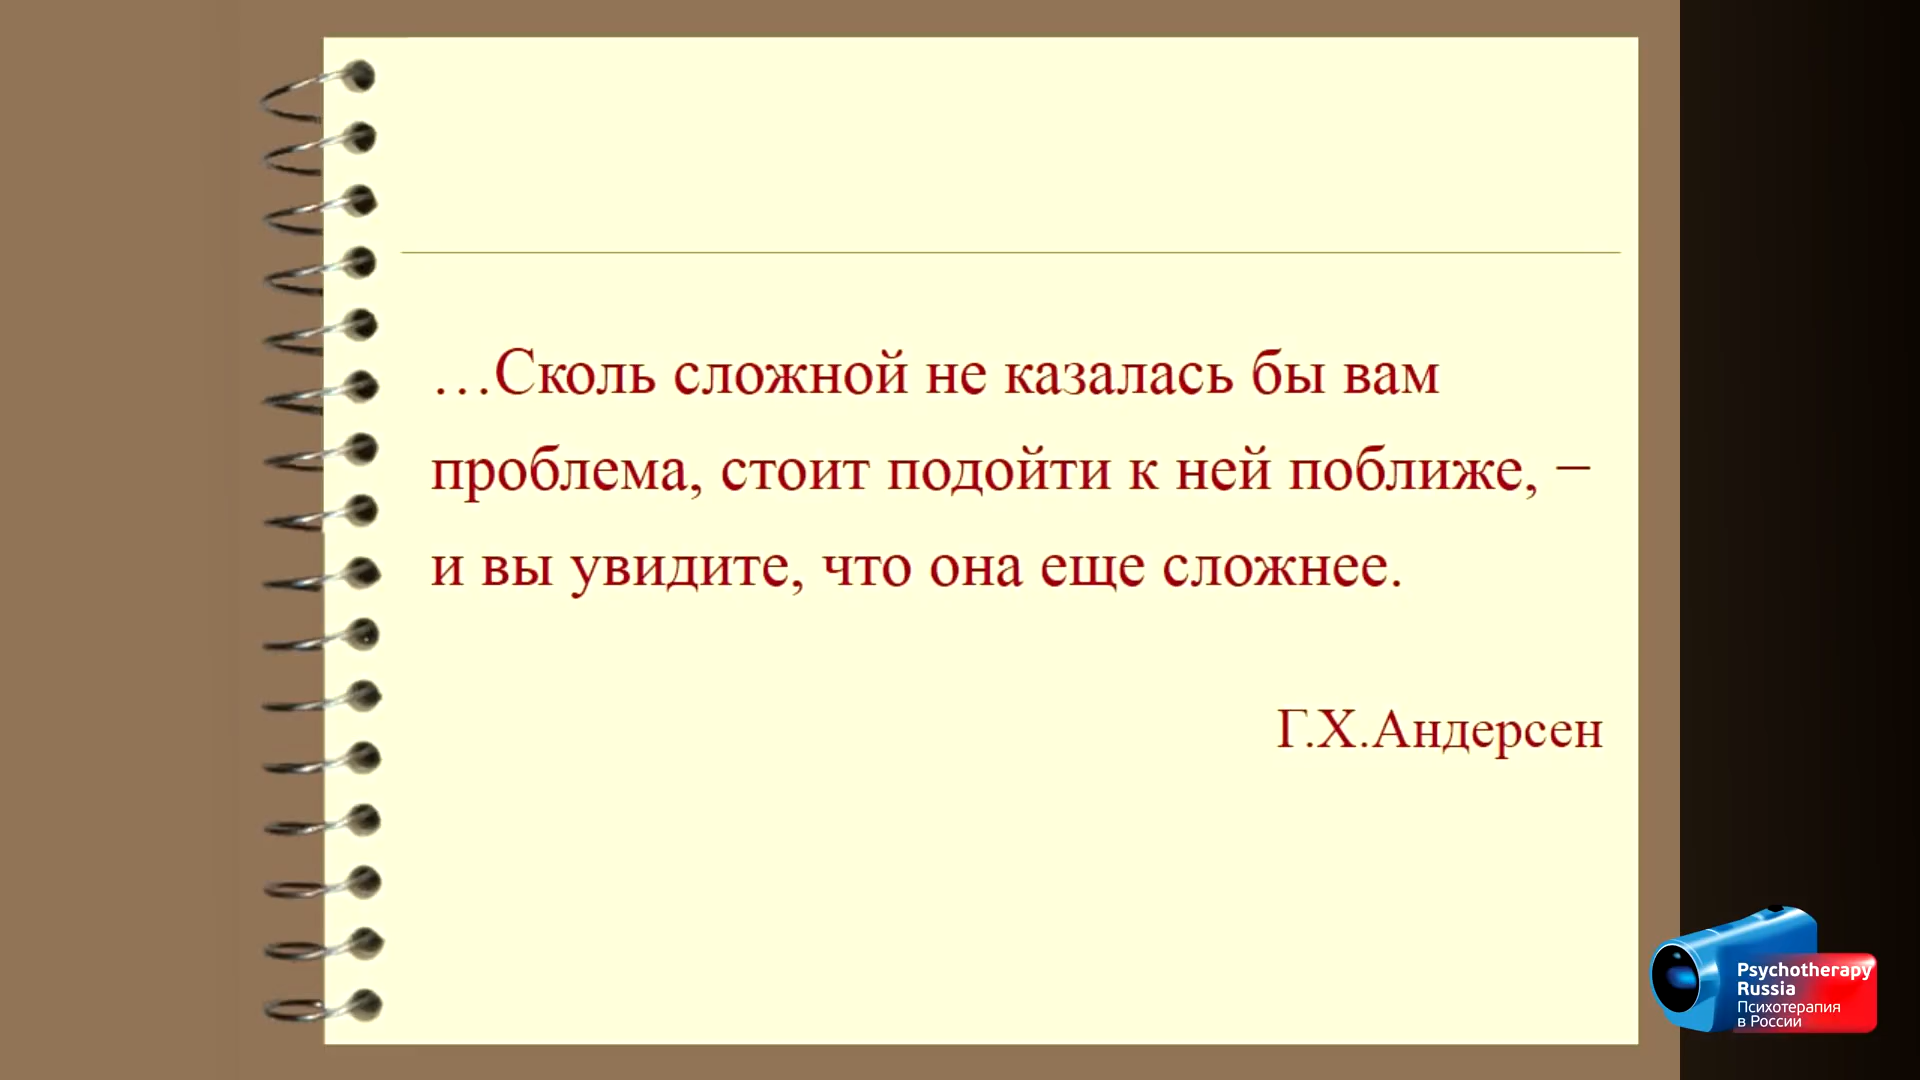 …Сколь сложной не казалась бы вам
проблема, стоит подойти к ней поближе, −
и вы увидите, что она еще сложнее.
Г.Х.Андерсен
Psychotherapy
Russia
Психотерапия
в России